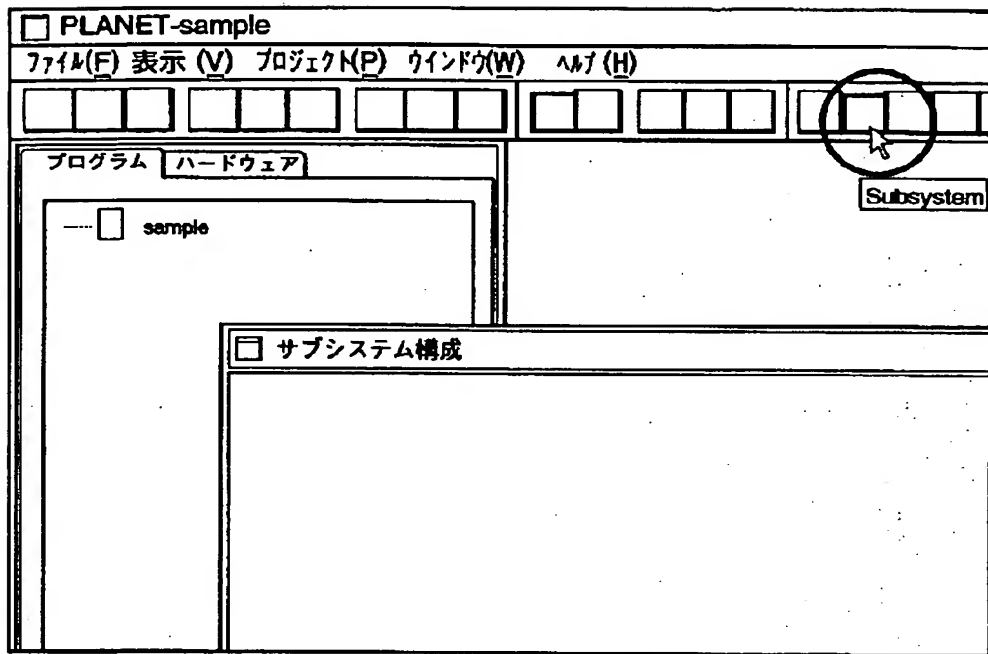 PLANET-sample
ﾌｧｲﾙ(F) 表示 (V) ﾌﾟﾛｼﾞｪｸﾄ(P) ｳｲﾝﾄﾞｳ(W) ﾍﾙﾌﾟ(H)
Subsystem
プログラム ハードウェア
sample
サブシステム構成